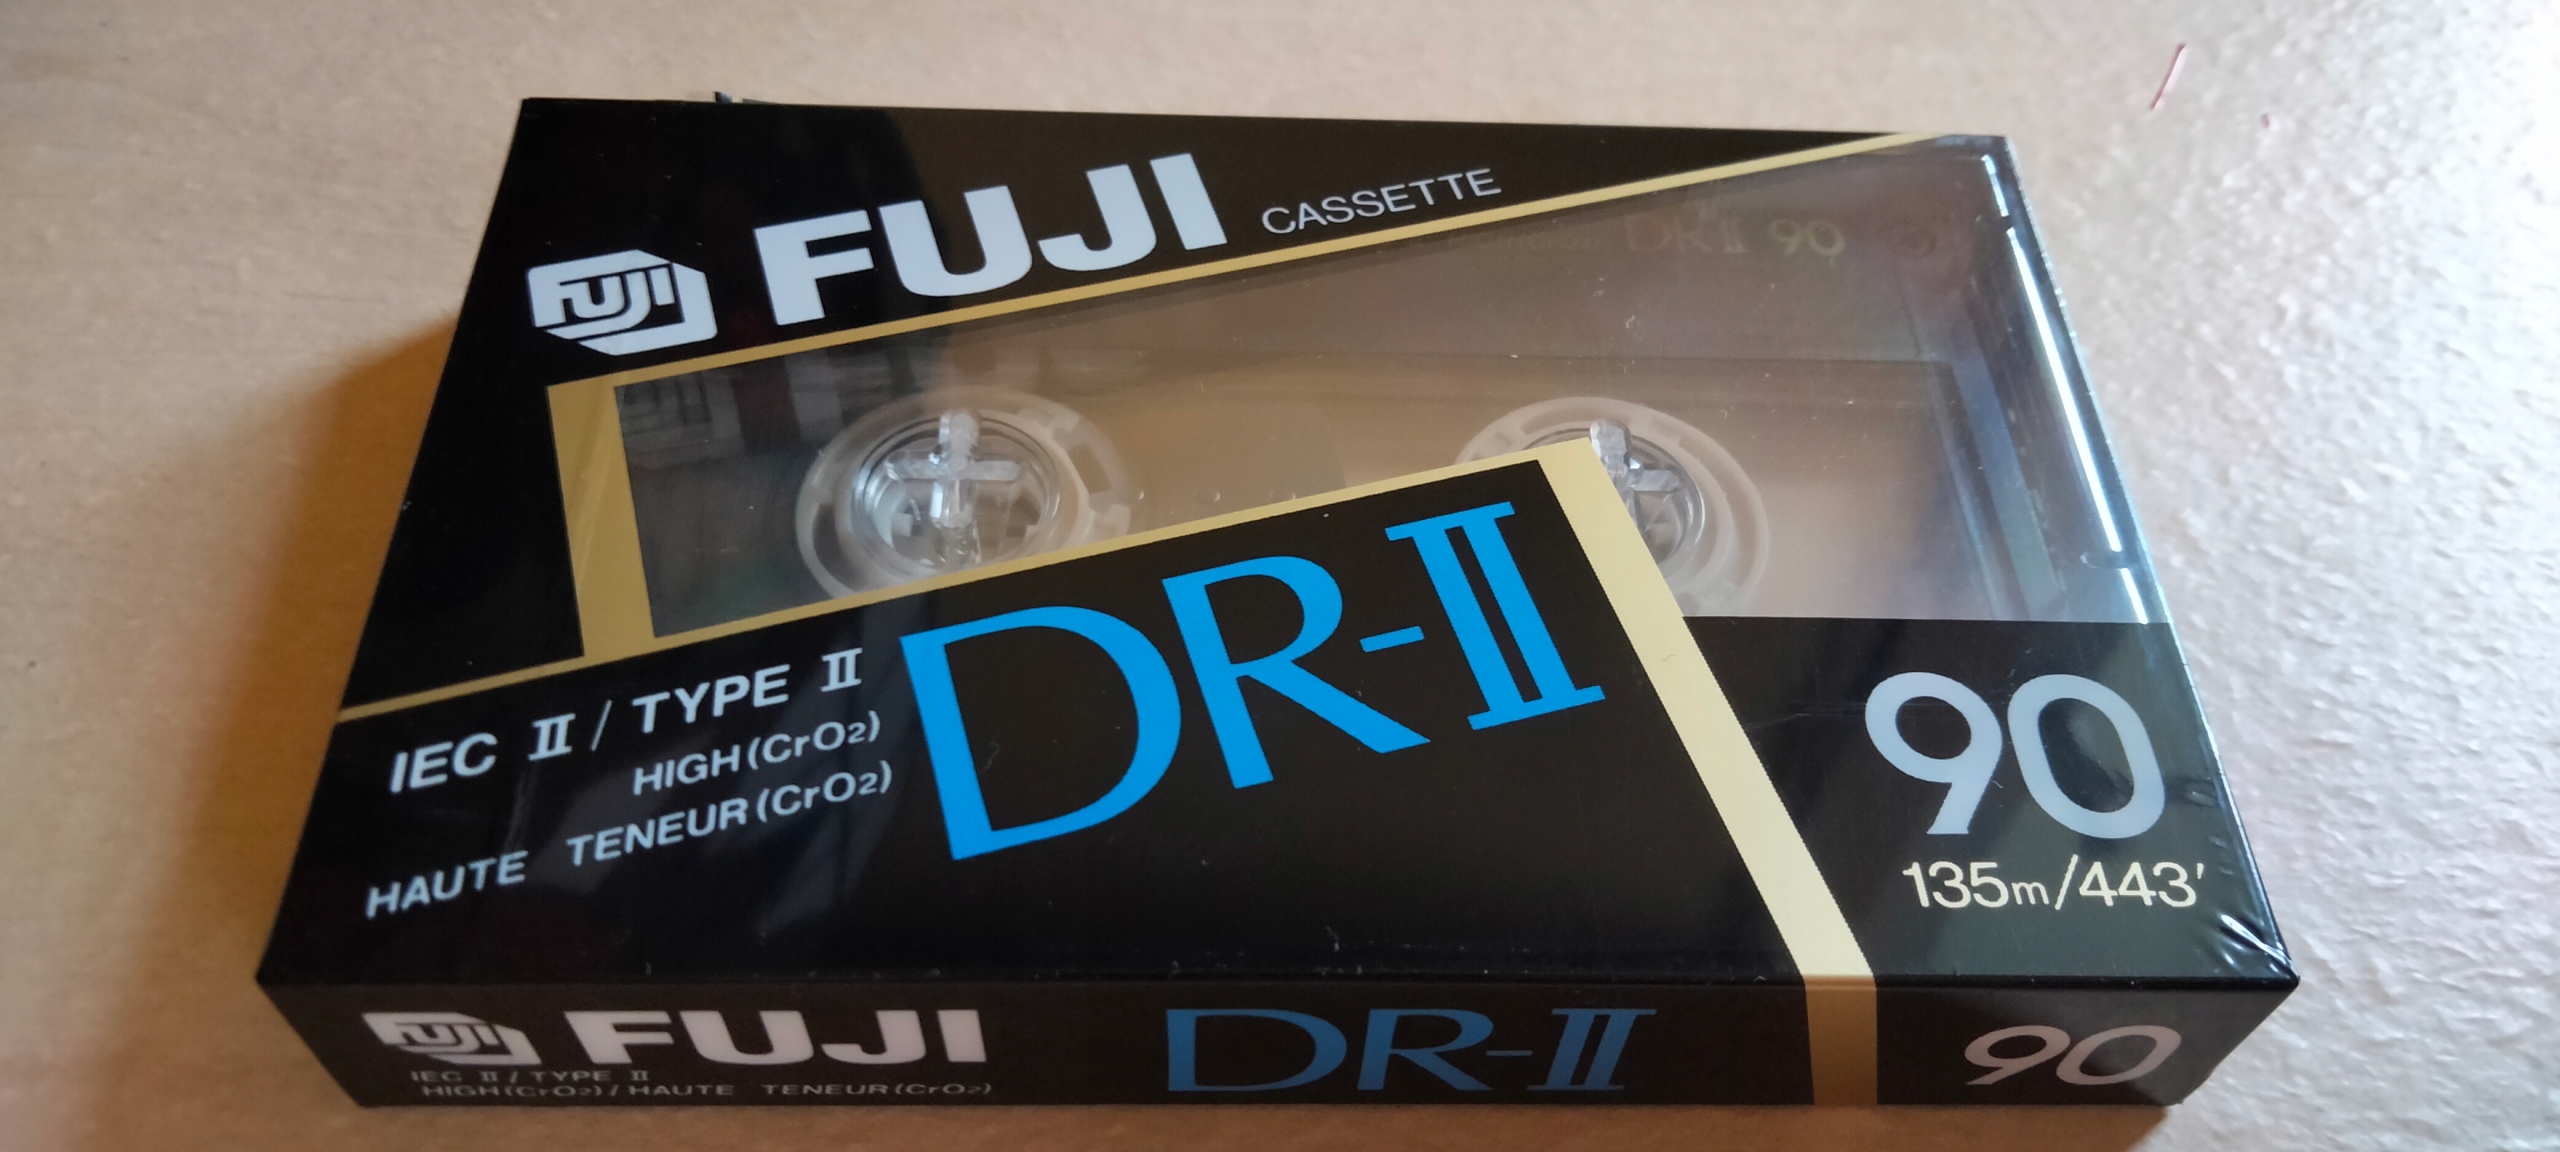 FUJI FUJI CASSETTE
DR-II 90
DR-II
IEC II / TYPE II
HIGH (CrO2)
HAUTE TENEUR (CrO2)
90
135m/443'
FUJI FUJI DR-II 90
IEC II / TYPE II
HIGH (CrO2) / HAUTE TENEUR (CrO2)